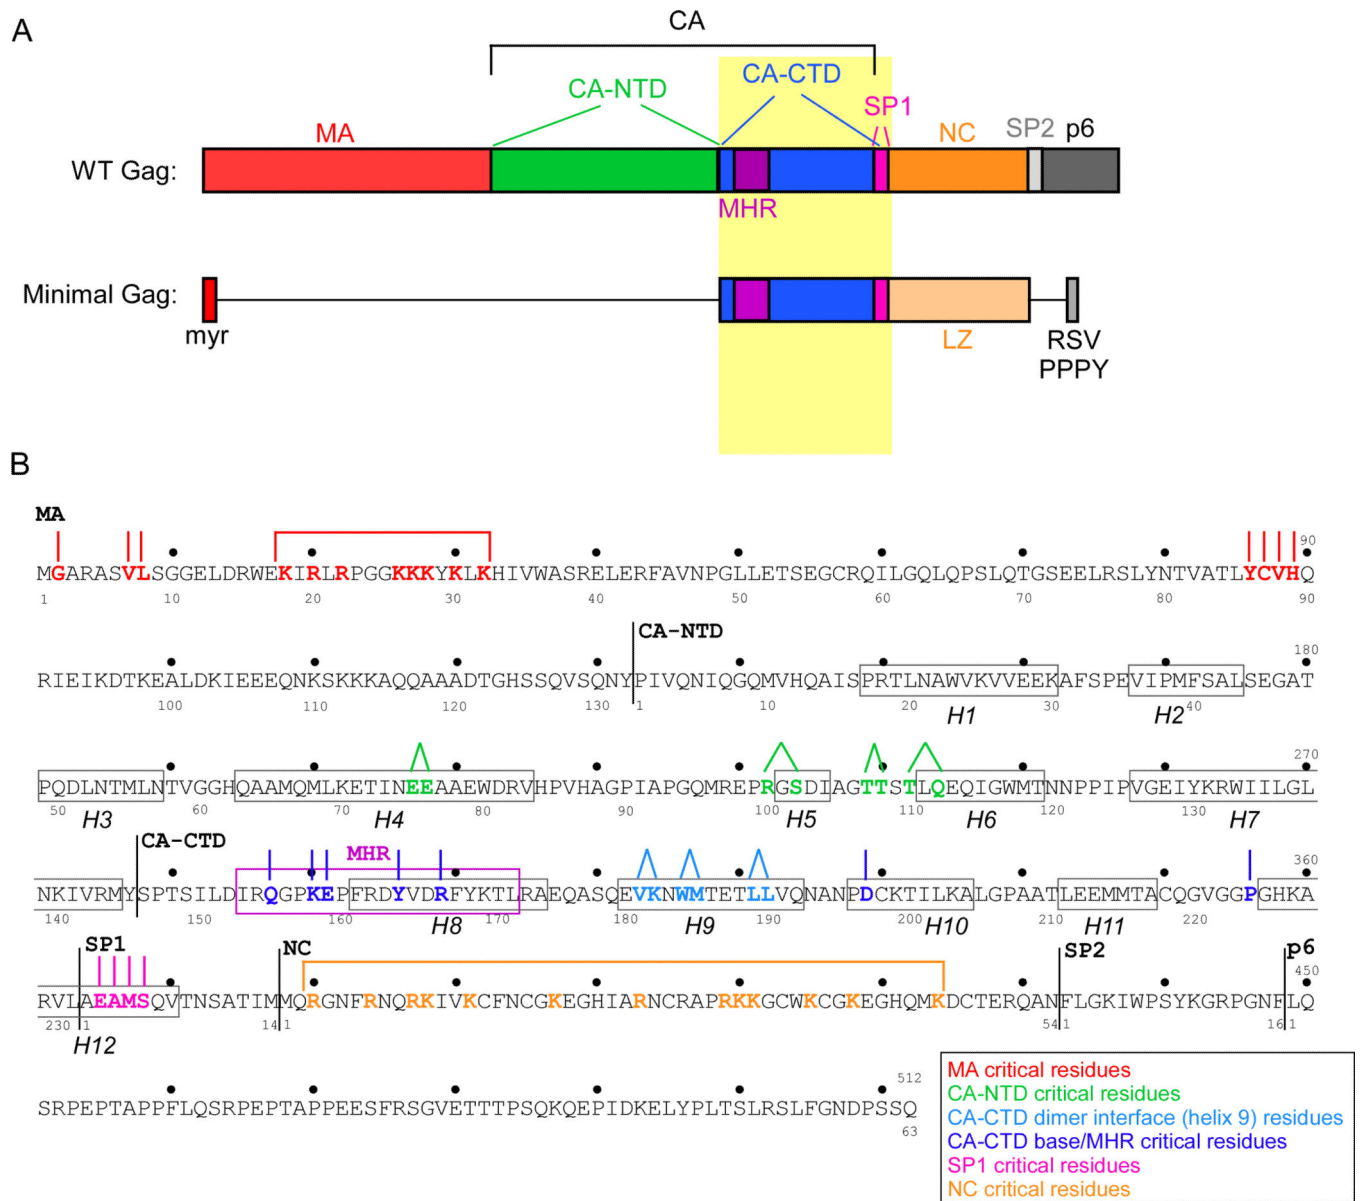 A
CA
CA-NTD
CA-CTD
SP1
MA
NC
SP2
p6
WT Gag:
MHR
Minimal Gag:
myr
LZ
RSV
PPPY
B
MA
90
MGARASVLSGGELDRWEKIRLRPGGKKKYKLKHIVWASRELERFAVNPGLLETSEGCRQILGQLQPSLQTGSEELRSLYNTVATLYCVHQ
1 10 20 30 40 50 60 70 80 90
CA-NTD
180
RIEIKDTKEALDKIEEEQNKSKKKAQQAAADTGHSSQVSQNYPIVQNIQGQMVHQAISPRTLNAWVKVVEEKAFSPEVIPMFSALSEGAT
100 110 120 130 1 10 20 30 40
H1 H2
270
PQDLNTMLNTVGGHQAAMQMLKETINEEAAEWDRVHPVHAGPIAPGQMREPRGSDIAGTTSTLQEQIGWMTNNPPIPVGEIYKRWIILGL
50 60 70 80 90 100 110 120 130
H3 H4 H5 H6 H7
CA-CTD
MHR
360
NKIVRMYSPTSILDIRQGPKEPFRDYVDRFYKTLRAEQASQEVKNWMTETLLVQNANPDCKTILKALGPAATLEEMMTACQGVGGPGHKA
140 150 160 170 180 190 200 210 220
H8 H9 H10 H11
SP1
NC
SP2
p6
450
RVLAEAMSQVTNSATIMMQRGNFRNQRKIVKCFNCGKEGHIARNCRAPRKKGCWKCGKEGHQMKDCTERQANFLGKIWPSYKGRPGNFLQ
230 1 14 1 54 1 16 1
H12
512
SRPEPTAPPFLQSRPEPTAPPEESFRSGVETTTPSQKQEPIDKELYPLTSLRSLFGNDPSSQ
63
MA critical residues
CA-NTD critical residues
CA-CTD dimer interface (helix 9) residues
CA-CTD base/MHR critical residues
SP1 critical residues
NC critical residues